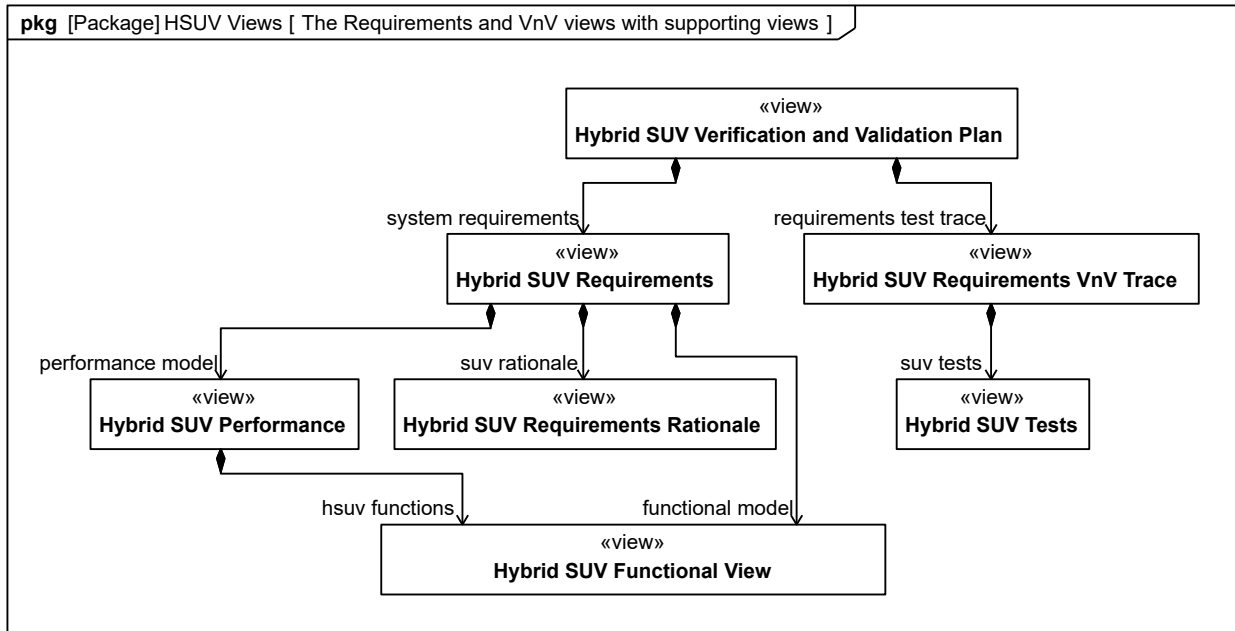 pkg [Package] HSUV Views [ The Requirements and VnV views with supporting views ]
«view»
Hybrid SUV Verification and Validation Plan
system requirements
requirements test trace
«view»
Hybrid SUV Requirements
«view»
Hybrid SUV Requirements VnV Trace
performance model
suv rationale
suv tests
«view»
Hybrid SUV Performance
«view»
Hybrid SUV Requirements Rationale
«view»
Hybrid SUV Tests
hsuv functions
functional model
«view»
Hybrid SUV Functional View